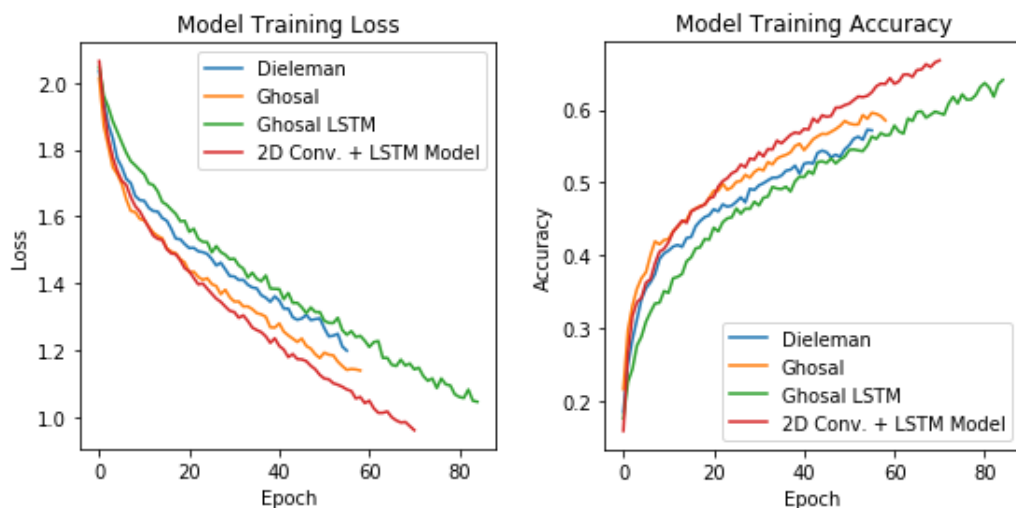 Model Training Loss
2.0
1.8
1.6
1.4
1.2
1.0
Loss
0 20 40 60 80
Epoch
Dieleman
Ghosal
Ghosal LSTM
2D Conv. + LSTM Model
Model Training Accuracy
0.6
0.5
0.4
0.3
0.2
Accuracy
0 20 40 60 80
Epoch
Dieleman
Ghosal
Ghosal LSTM
2D Conv. + LSTM Model